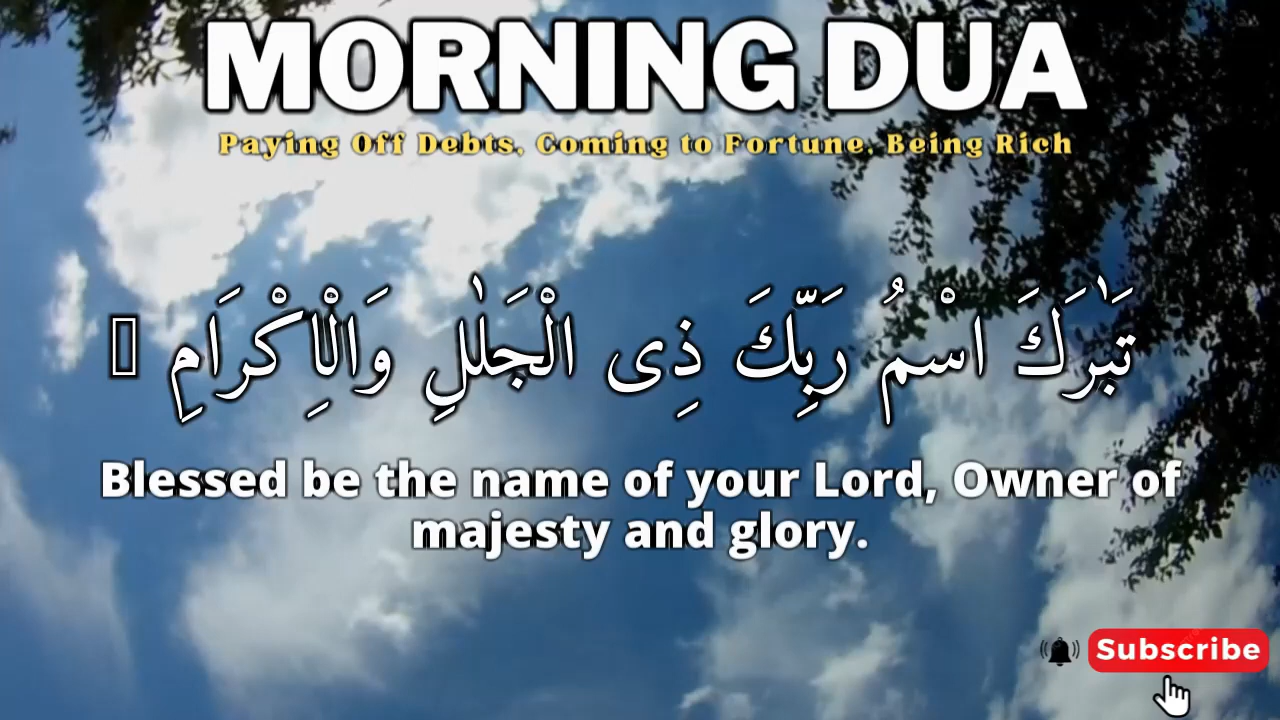 MORNING DUA
Paying Off Debts, Coming to Fortune, Being Rich
تَبٰرَكَ اسْمُ رَبِّكَ ذِى الْجَلٰلِ وَالْاِكْرَامِ
Blessed be the name of your Lord, Owner of
majesty and glory.
Subscribe